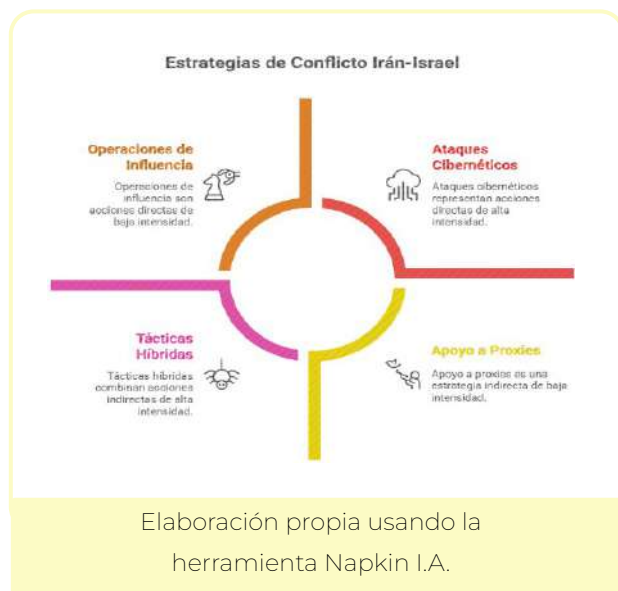 Estrategias de Conflicto Irán-Israel
Operaciones de
Influencia
Operaciones de
influencia son
acciones directas de
baja intensidad.
Ataques
Cibernéticos
Ataques cibernéticos
representan acciones
directas de alta
intensidad.
Tácticas
Híbridas
Tácticas híbridas
combinan acciones
indirectas de alta
intensidad.
Apoyo a Proxies
Apoyo a proxies es una
estrategia indirecta de baja
intensidad.
Elaboración propia usando la
herramienta Napkin I.A.